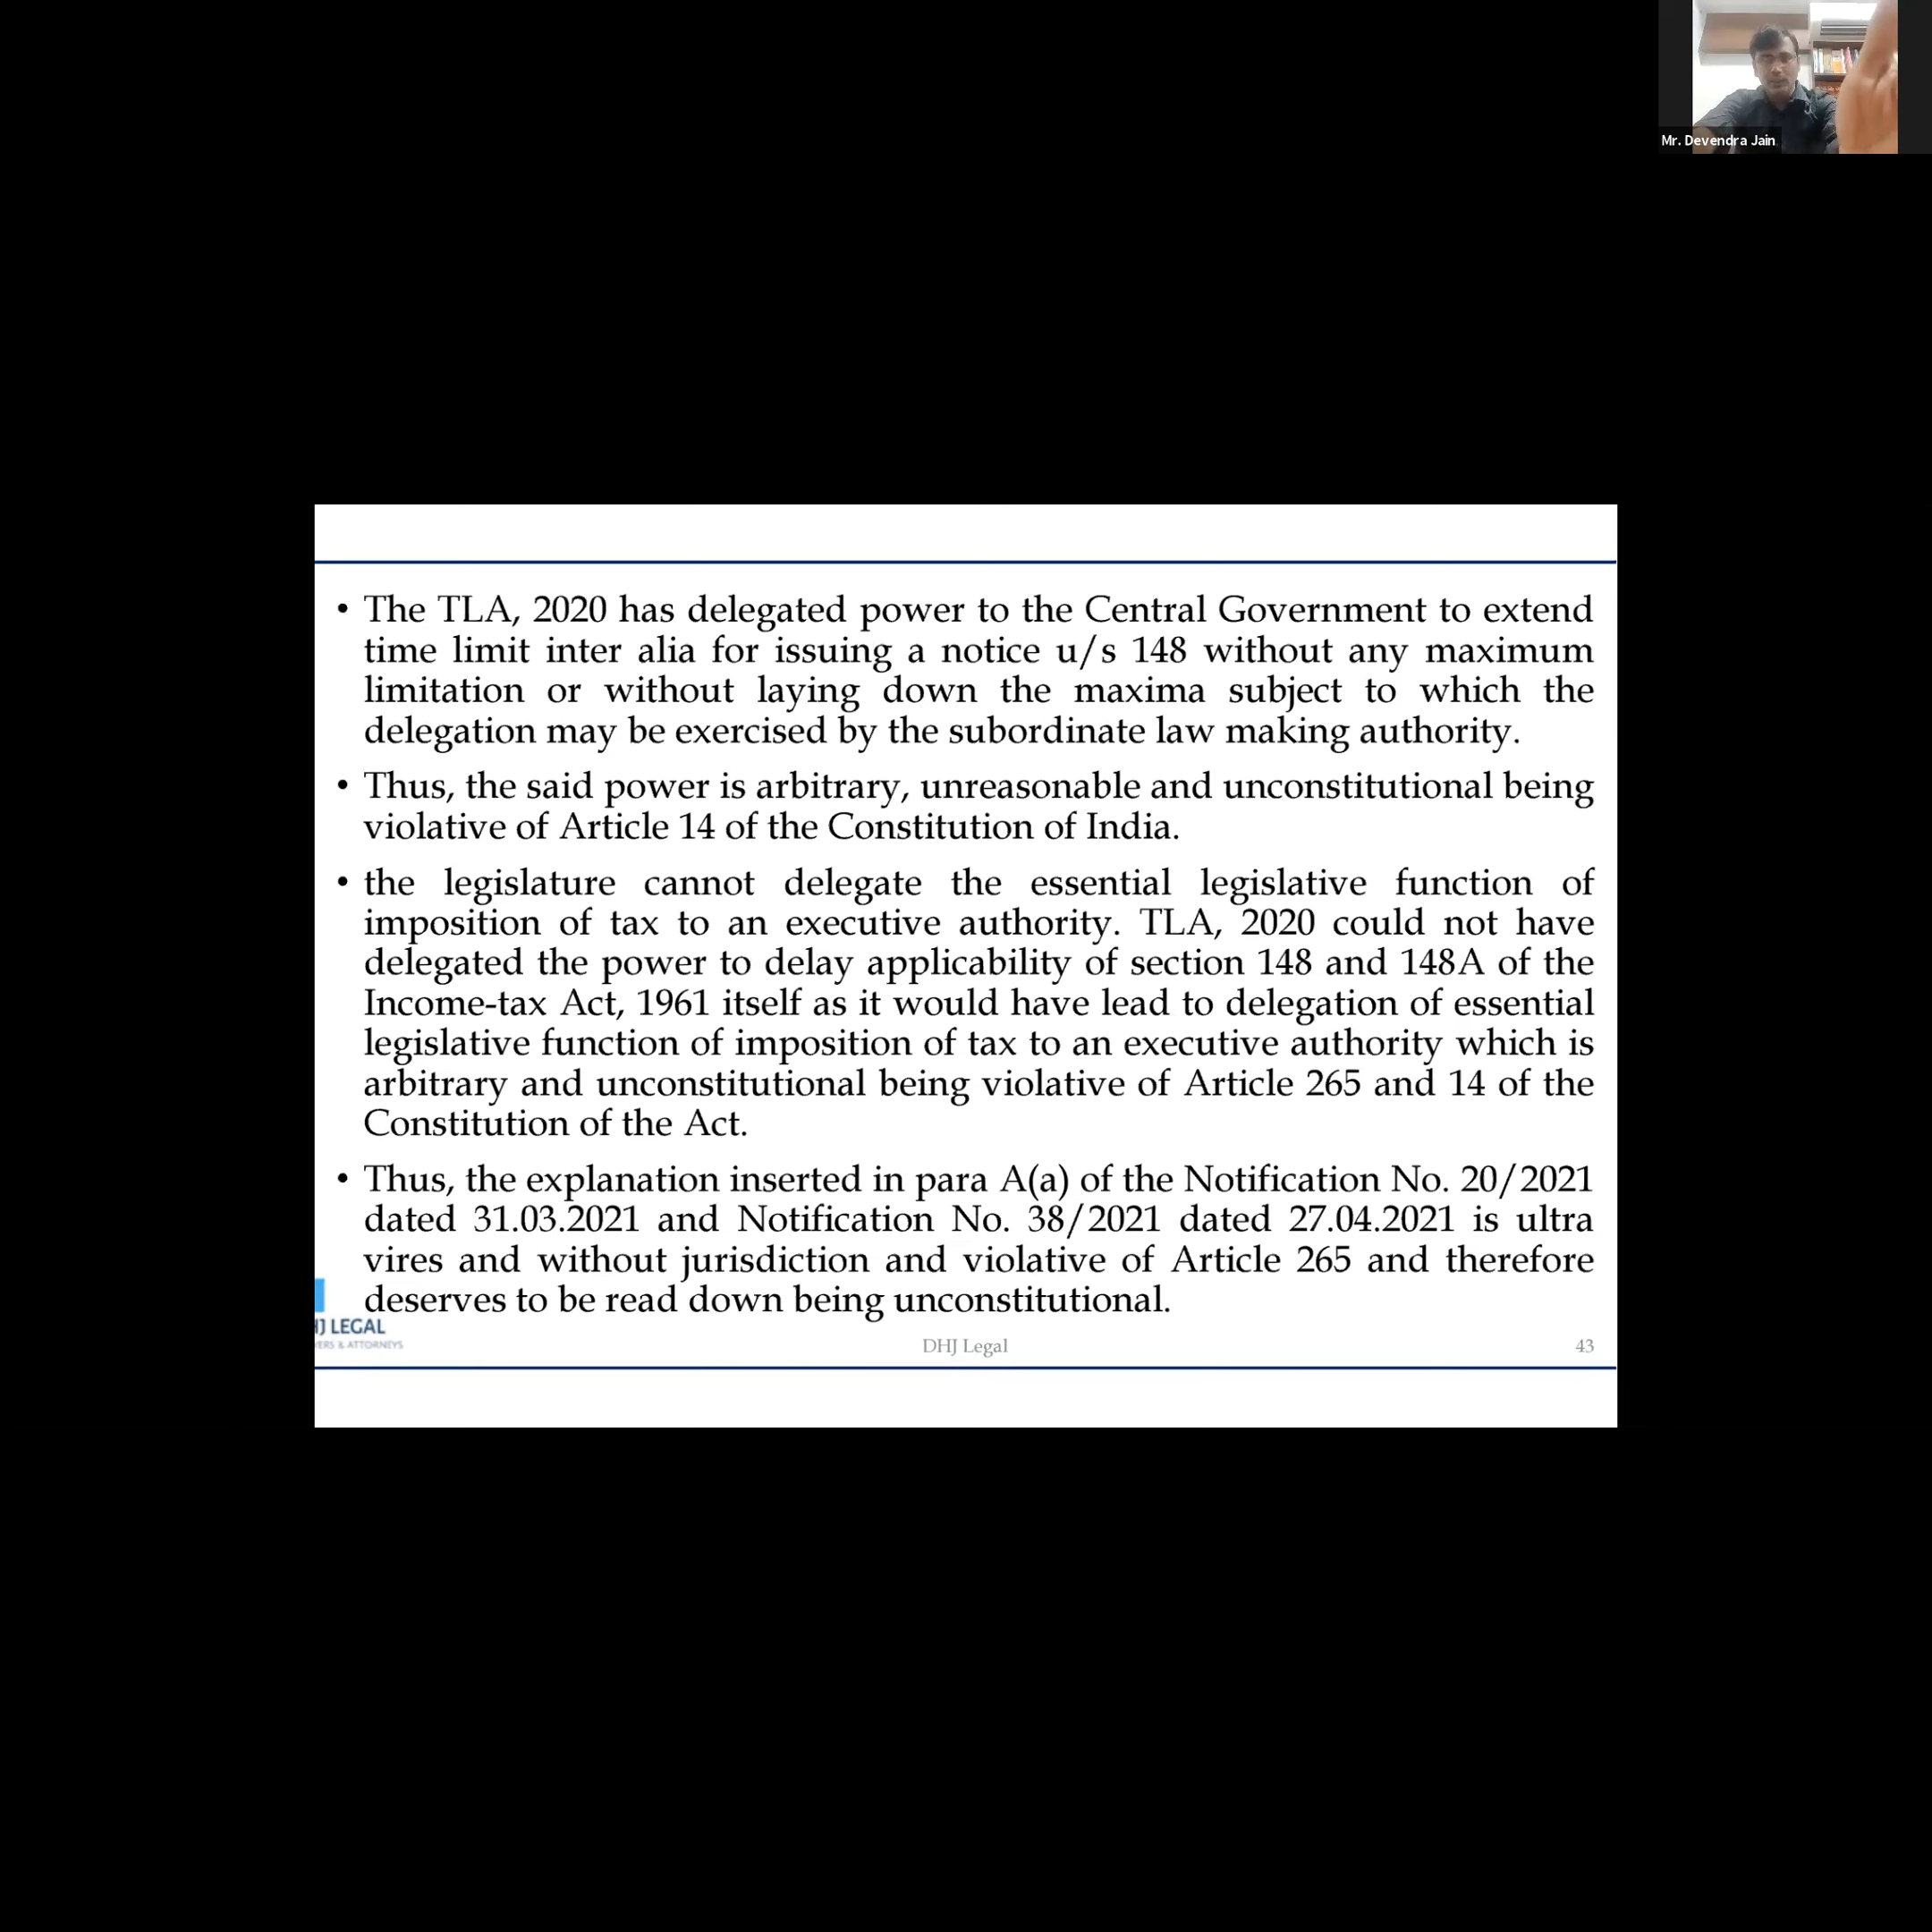 Mr. Devendra Jain
• The TLA, 2020 has delegated power to the Central Government to extend
time limit inter alia for issuing a notice u/s 148 without any maximum
limitation or without laying down the maxima subject to which the
delegation may be exercised by the subordinate law making authority.
• Thus, the said power is arbitrary, unreasonable and unconstitutional being
violative of Article 14 of the Constitution of India.
• the legislature cannot delegate the essential legislative function of
imposition of tax to an executive authority. TLA, 2020 could not have
delegated the power to delay applicability of section 148 and 148A of the
Income-tax Act, 1961 itself as it would have lead to delegation of essential
legislative function of imposition of tax to an executive authority which is
arbitrary and unconstitutional being violative of Article 265 and 14 of the
Constitution of the Act.
• Thus, the explanation inserted in para A(a) of the Notification No. 20/2021
dated 31.03.2021 and Notification No. 38/2021 dated 27.04.2021 is ultra
vires and without jurisdiction and violative of Article 265 and therefore
deserves to be read down being unconstitutional.
J LEGAL
ERS & ATTORNEYS
DHJ Legal
43